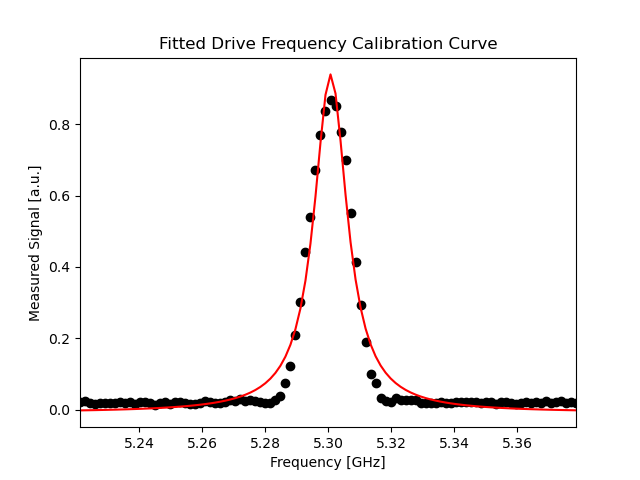 Fitted Drive Frequency Calibration Curve
Measured Signal [a.u.]
0.8
0.6
0.4
0.2
0.0
5.24 5.26 5.28 5.30 5.32 5.34 5.36
Frequency [GHz]